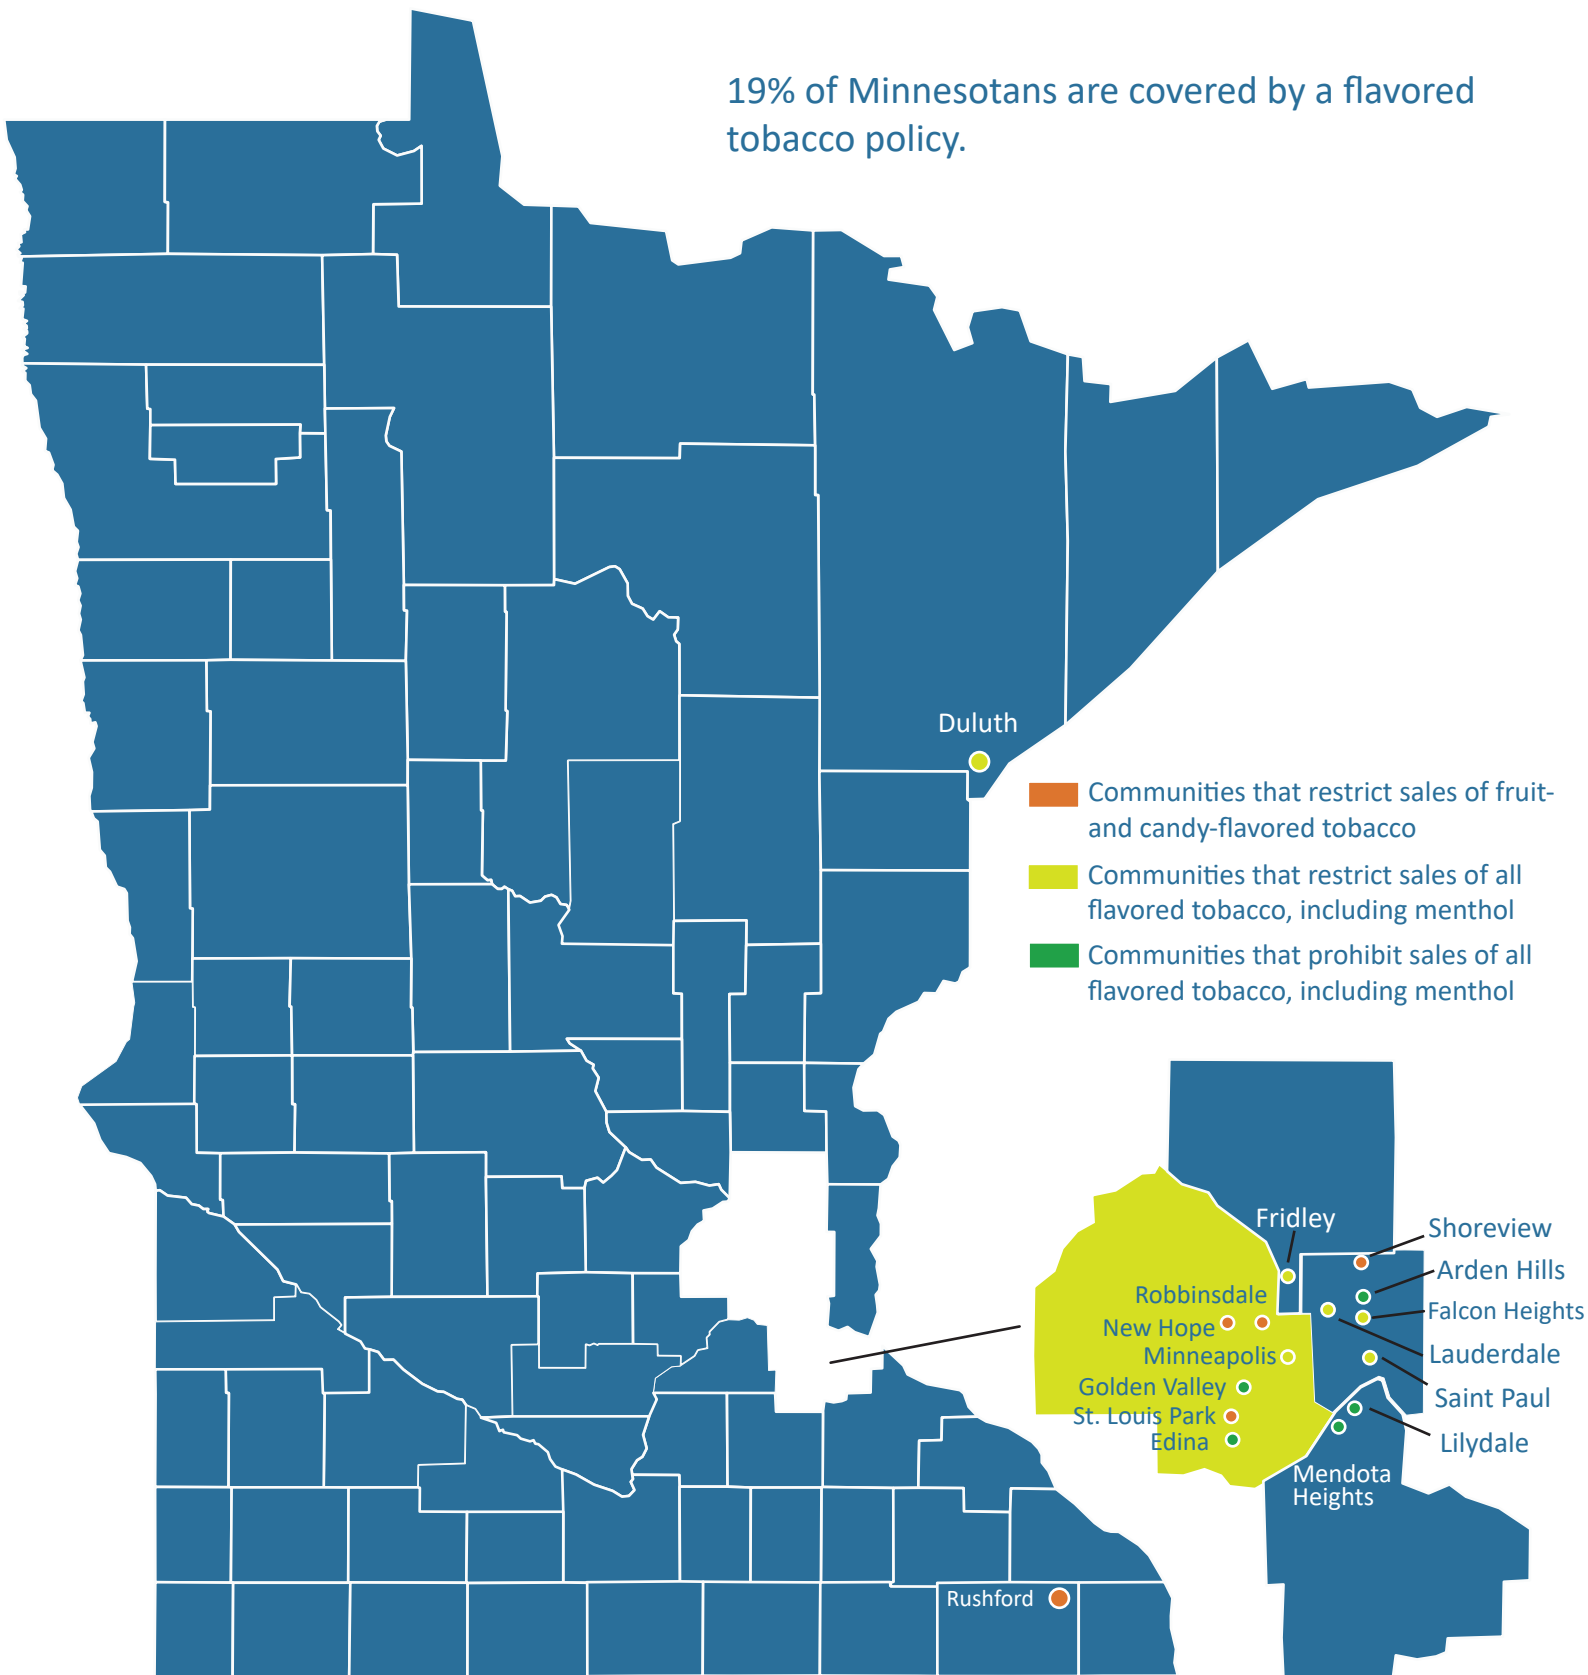 19% of Minnesotans are covered by a flavored
tobacco policy.
Duluth
Communities that restrict sales of fruit-
and candy-flavored tobacco
Communities that restrict sales of all
flavored tobacco, including menthol
Communities that prohibit sales of all
flavored tobacco, including menthol
Fridley
Shoreview
Arden Hills
Robbinsdale
Falcon Heights
New Hope
Minneapolis
Lauderdale
Golden Valley
Saint Paul
St. Louis Park
Edina
Lilydale
Mendota
Heights
Rushford